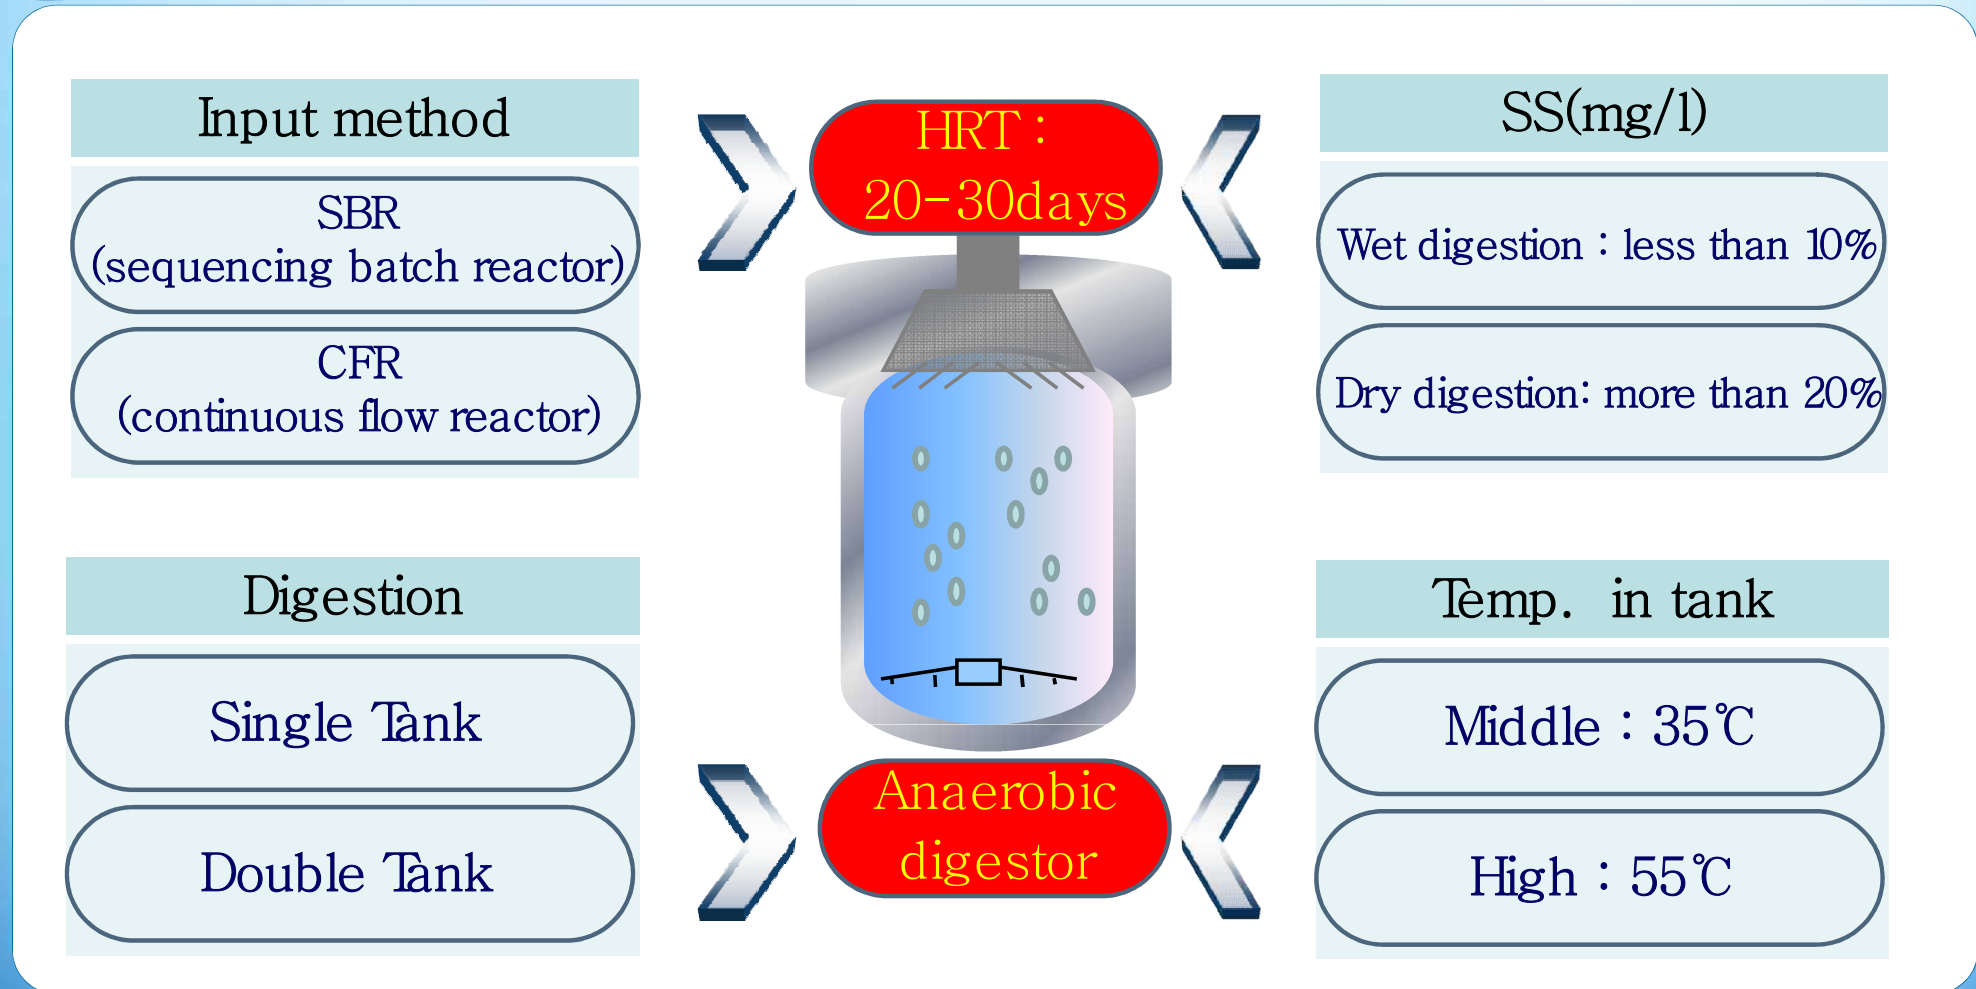 Input method
SBR
(sequencing batch reactor)
CFR
(continuous flow reactor)
HRT :
20-30days
SS(mg/l)
Wet digestion : less than 10%
Dry digestion: more than 20%
Digestion
Single Tank
Double Tank
Anaerobic
digestor
Temp. in tank
Middle : 35℃
High : 55℃